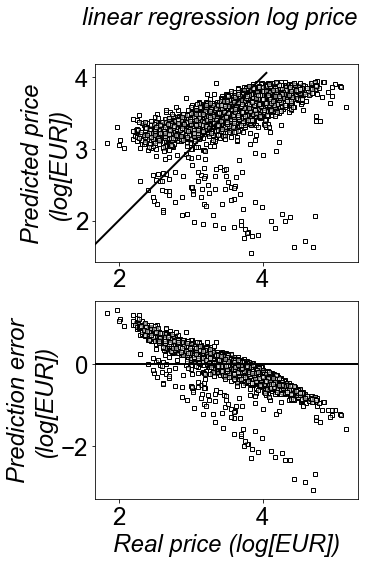 linear regression log price
4
3
2
Predicted price
(log[EUR])
2
4
0
−2
Prediction error
(log[EUR])
2
4
Real price (log[EUR])